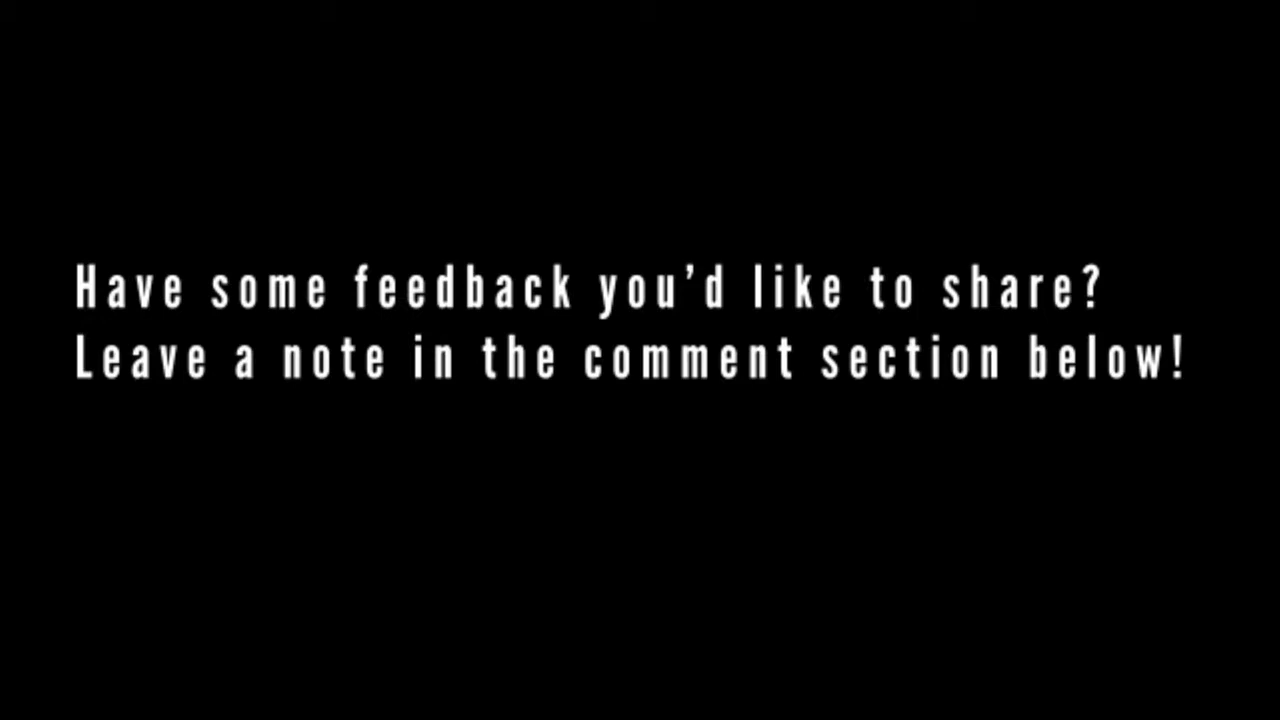 Have some feedback you’d like to share?
Leave a note in the comment section below!